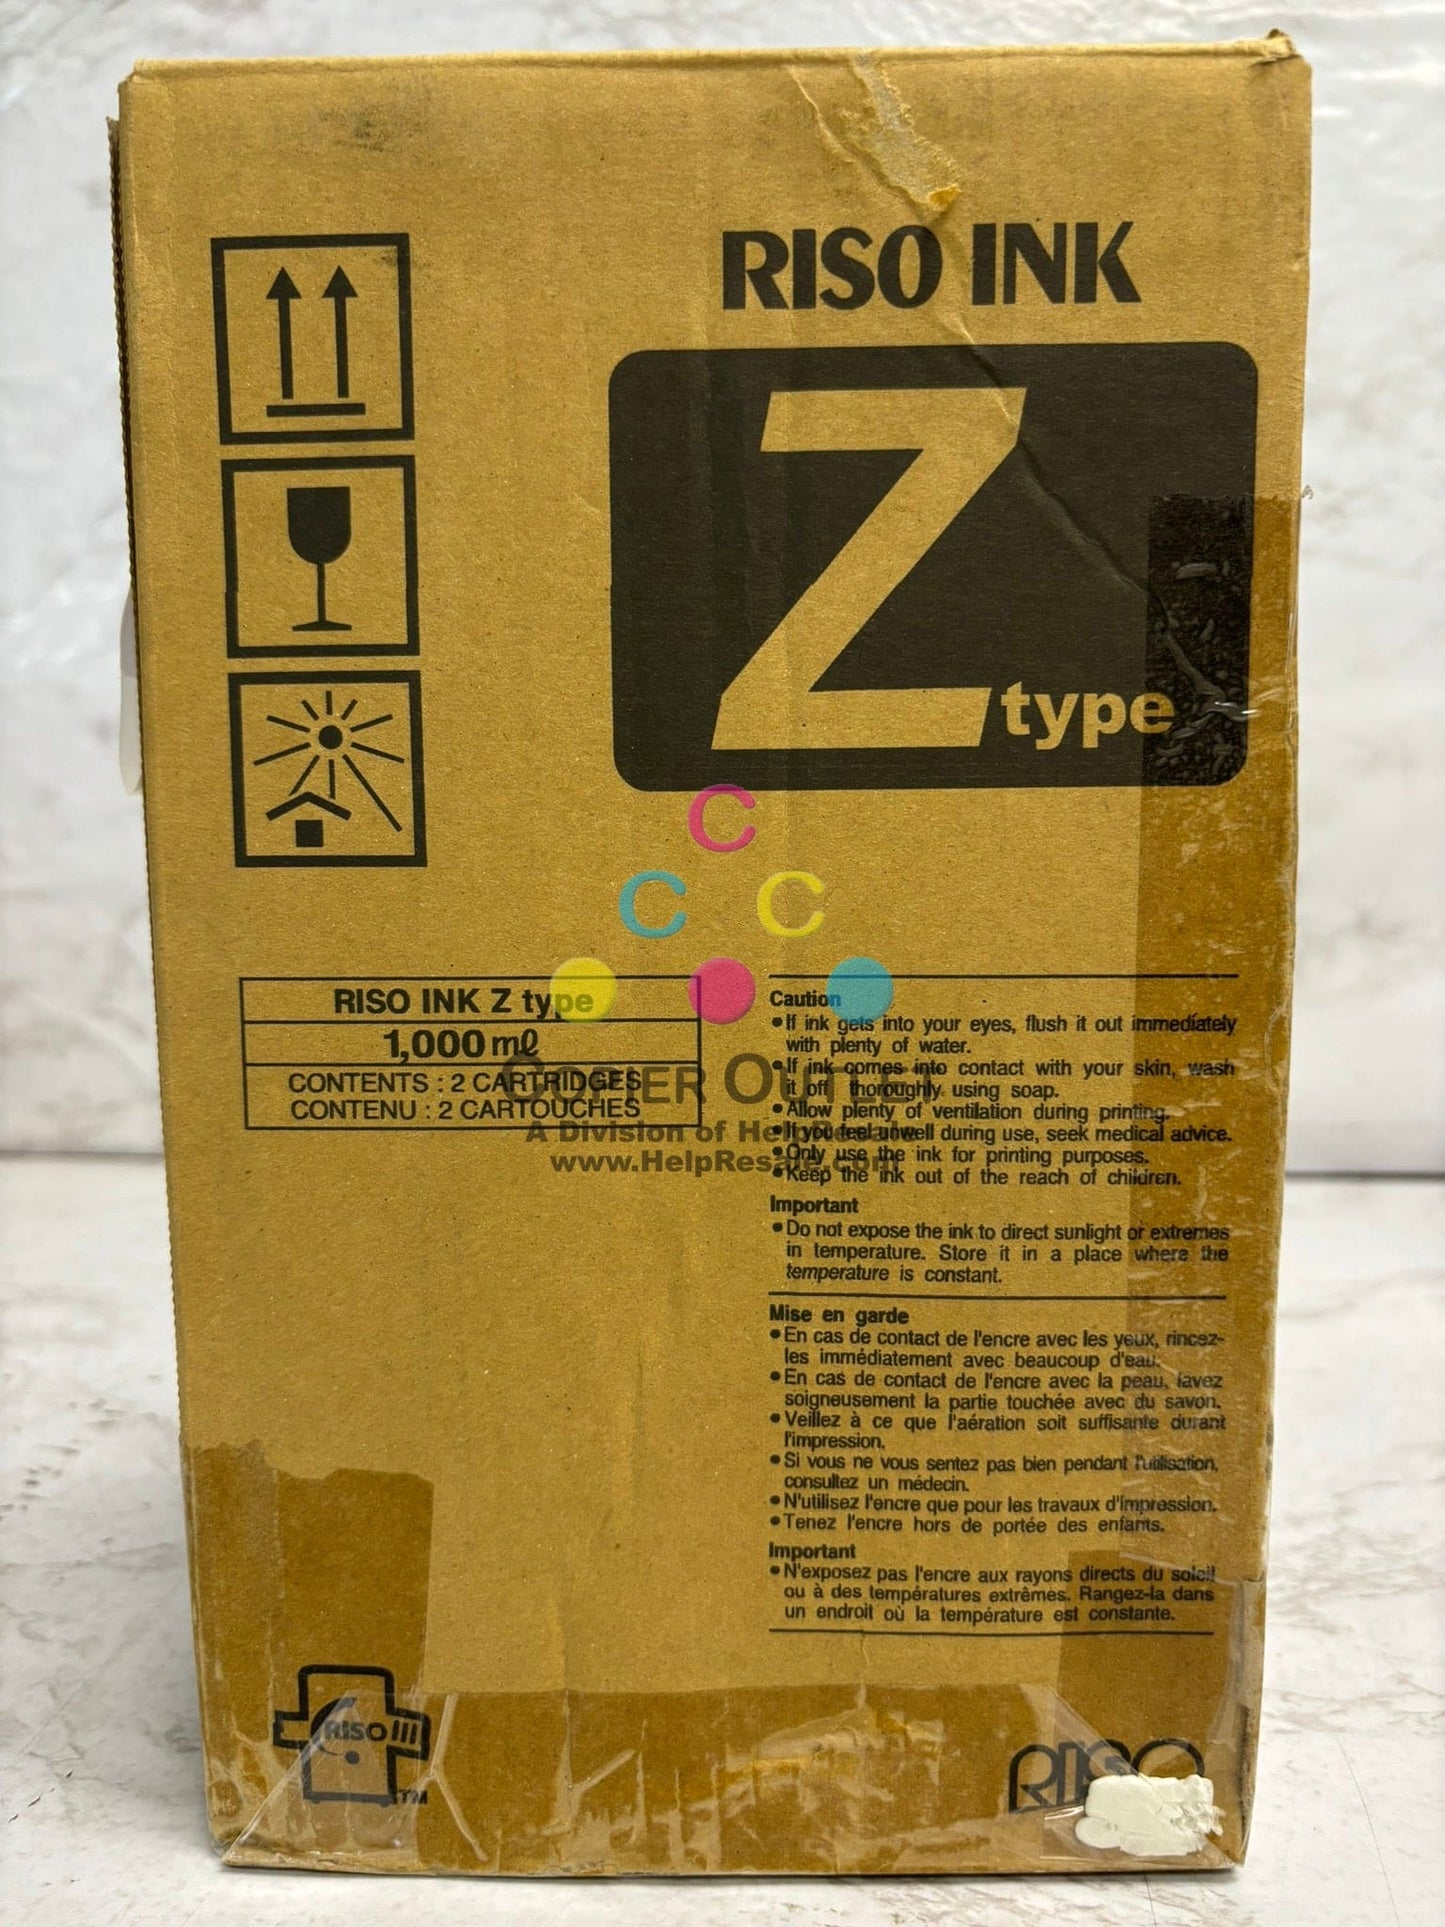 RISO INK
Z type
RISO INK Z type
1,000 mℓ
CONTENTS : 2 CARTRIDGES
CONTENU : 2 CARTOUCHES
C
C C
COPIER OUTLET
A Division of HelpResale
www.HelpResale.com
Caution
•If ink gets into your eyes, flush it out immediately
with plenty of water.
•If ink comes into contact with your skin, wash
it off thoroughly using soap.
•Allow plenty of ventilation during printing.
•If you feel unwell during use, seek medical advice.
•Only use the ink for printing purposes.
•Keep the ink out of the reach of children.
Important
•Do not expose the ink to direct sunlight or extremes
in temperature. Store it in a place where the
temperature is constant.
Mise en garde
•En cas de contact de l'encre avec les yeux, rincez-
les immédiatement avec beaucoup d'eau.
•En cas de contact de l'encre avec la peau, lavez
soigneusement la partie touchée avec du savon.
•Veillez à ce que l'aération soit suffisante durant
l'impression.
•Si vous ne vous sentez pas bien pendant l'utilisation,
consultez un médecin.
•N'utilisez l'encre que pour les travaux d'impression.
•Tenez l'encre hors de portée des enfants.
Important
•N'exposez pas l'encre aux rayons directs du soleil
ou à des températures extrêmes. Rangez-la dans
un endroit où la température est constante.
RISO III
TM
RISO